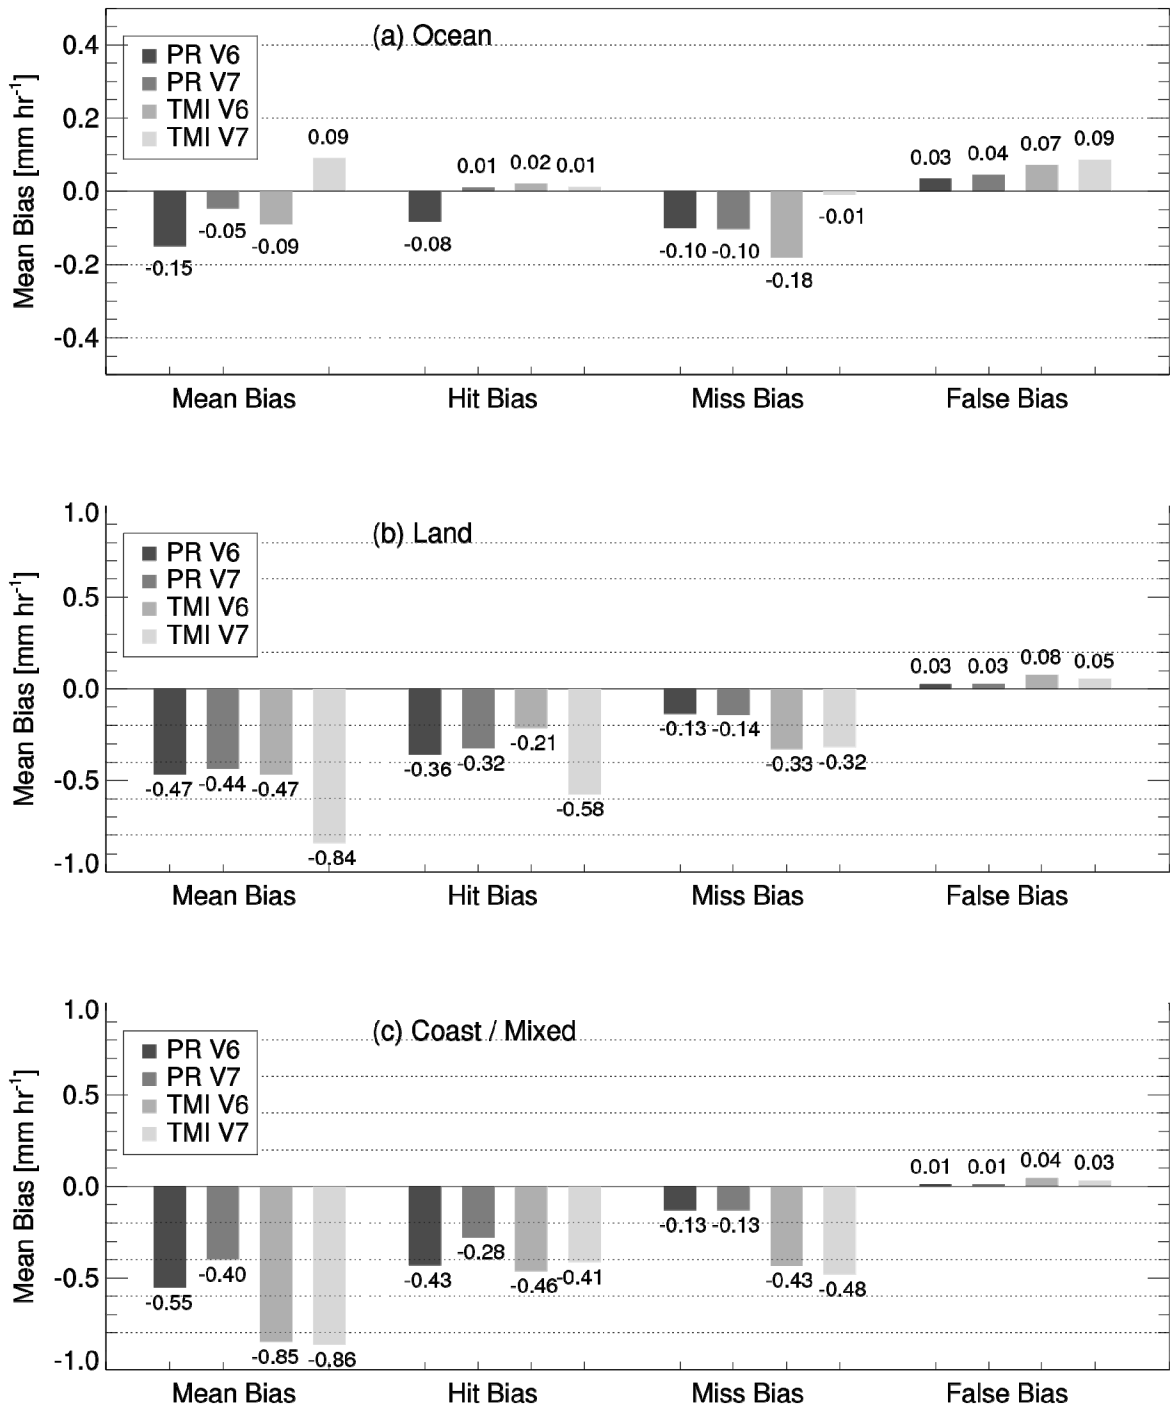 (a) Ocean
PR V6
PR V7
TMI V6
TMI V7
Mean Bias [mm hr⁻¹]
0.4
0.2
0.0
-0.2
-0.4
-0.15
-0.05
-0.09
0.09
-0.08
0.01
0.02
0.01
-0.10
-0.10
-0.18
-0.01
0.03
0.04
0.07
0.09
Mean Bias
Hit Bias
Miss Bias
False Bias
(b) Land
PR V6
PR V7
TMI V6
TMI V7
Mean Bias [mm hr⁻¹]
1.0
0.5
0.0
-0.5
-1.0
-0.47
-0.44
-0.47
-0.84
-0.36
-0.32
-0.21
-0.58
-0.13
-0.14
-0.33
-0.32
0.03
0.03
0.08
0.05
Mean Bias
Hit Bias
Miss Bias
False Bias
(c) Coast / Mixed
PR V6
PR V7
TMI V6
TMI V7
Mean Bias [mm hr⁻¹]
1.0
0.5
0.0
-0.5
-1.0
-0.55
-0.40
-0.85
-0.86
-0.43
-0.28
-0.46
-0.41
-0.13
-0.13
-0.43
-0.48
0.01
0.01
0.04
0.03
Mean Bias
Hit Bias
Miss Bias
False Bias